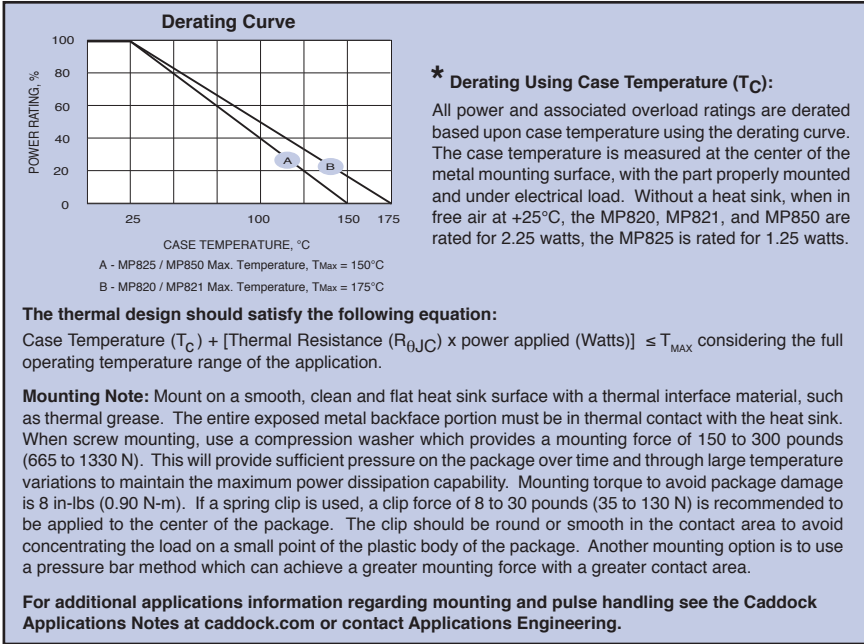 Derating Curve
100
80
60
40
20
0
POWER RATING, %
A
B
25
100
150
175
CASE TEMPERATURE, °C
A - MP825 / MP850 Max. Temperature, TMax = 150°C
B - MP820 / MP821 Max. Temperature, TMax = 175°C
* Derating Using Case Temperature (TC):
All power and associated overload ratings are derated
based upon case temperature using the derating curve.
The case temperature is measured at the center of the
metal mounting surface, with the part properly mounted
and under electrical load. Without a heat sink, when in
free air at +25°C, the MP820, MP821, and MP850 are
rated for 2.25 watts, the MP825 is rated for 1.25 watts.
The thermal design should satisfy the following equation:
Case Temperature (TC) + [Thermal Resistance (RθJC) x power applied (Watts)] ≤ TMAX considering the full
operating temperature range of the application.
Mounting Note: Mount on a smooth, clean and flat heat sink surface with a thermal interface material, such
as thermal grease. The entire exposed metal backface portion must be in thermal contact with the heat sink.
When screw mounting, use a compression washer which provides a mounting force of 150 to 300 pounds
(665 to 1330 N). This will provide sufficient pressure on the package over time and through large temperature
variations to maintain the maximum power dissipation capability. Mounting torque to avoid package damage
is 8 in-lbs (0.90 N-m). If a spring clip is used, a clip force of 8 to 30 pounds (35 to 130 N) is recommended to
be applied to the center of the package. The clip should be round or smooth in the contact area to avoid
concentrating the load on a small point of the plastic body of the package. Another mounting option is to use
a pressure bar method which can achieve a greater mounting force with a greater contact area.
For additional applications information regarding mounting and pulse handling see the Caddock
Applications Notes at caddock.com or contact Applications Engineering.